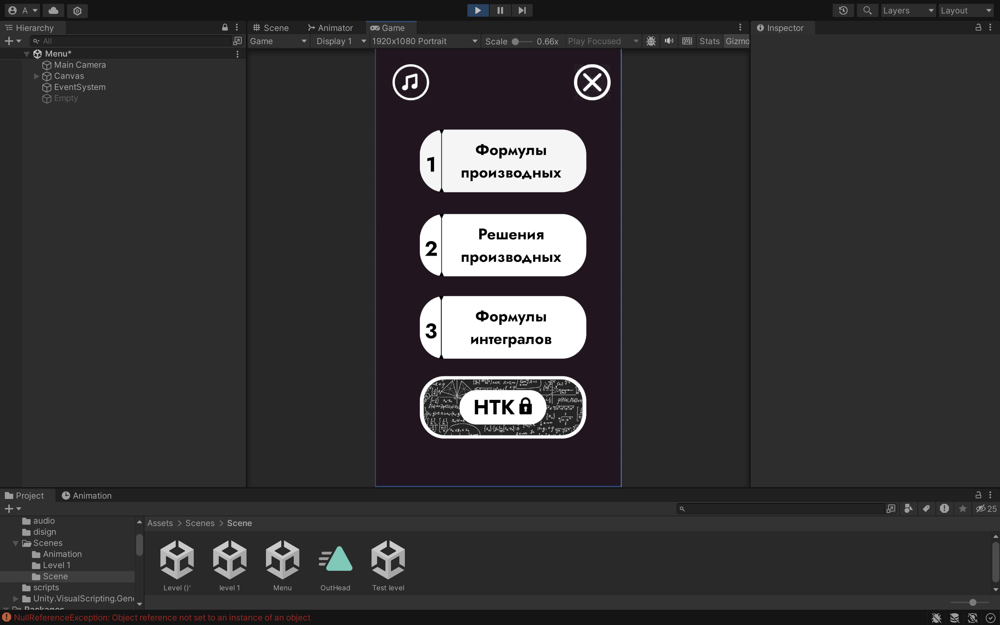 A
Layers
Layout
Hierarchy
All
Menu*
Main Camera
Canvas
EventSystem
Empty
Scene
Animator
Game
Game
Display 1
1920x1080 Portrait
Scale
0.66x
Play Focused
Stats
Gizmo
1
Формулы
производных
2
Решения
производных
3
Формулы
интегралов
НТК
Inspector
Project
Animation
25
audio
disign
Scenes
Animation
Level 1
Scene
scripts
Unity.VisualScripting.Gene
Packages
Assets > Scenes > Scene
Level ()'
level 1
Menu
OutHead
Test level
NullReferenceException: Object reference not set to an instance of an object